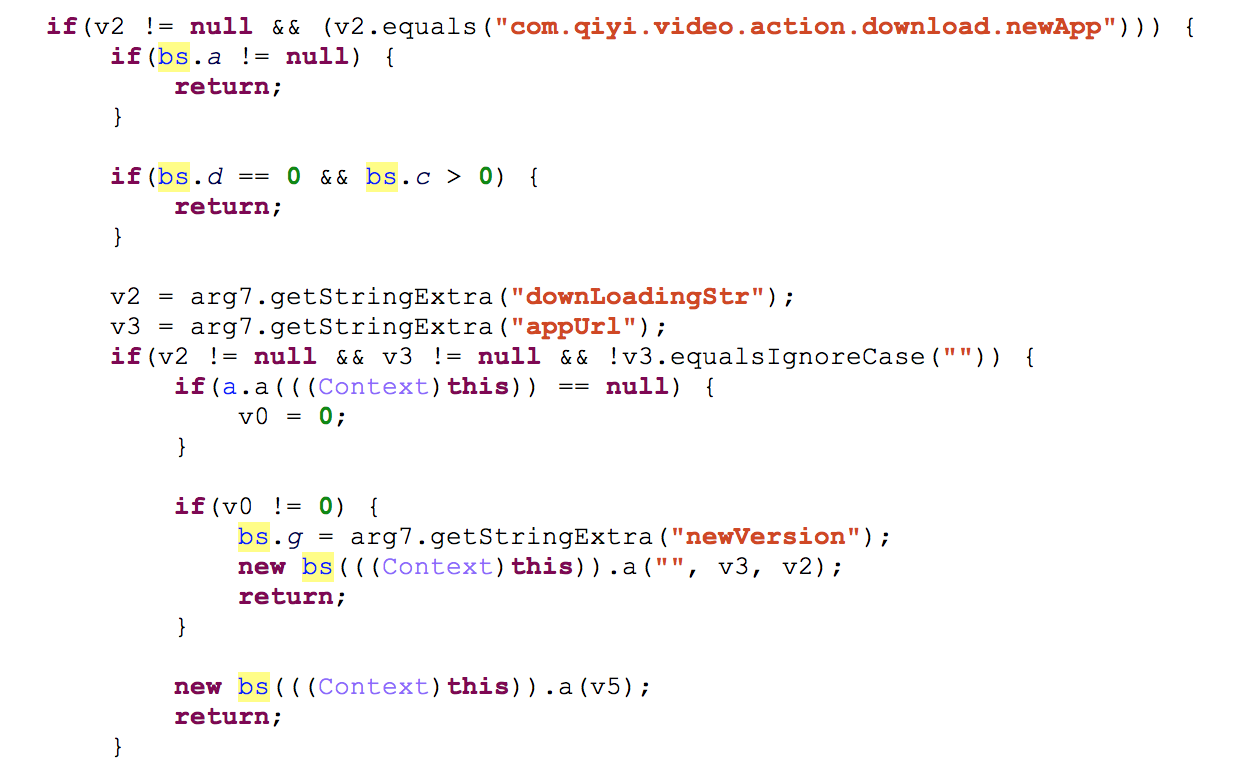 if(v2 != null && (v2.equals("com.qiyi.video.action.download.newApp"))) {
    if(bs.a != null) {
        return;
    }

    if(bs.d == 0 && bs.c > 0) {
        return;
    }

    v2 = arg7.getStringExtra("downLoadingStr");
    v3 = arg7.getStringExtra("appUrl");
    if(v2 != null && v3 != null && !v3.equalsIgnoreCase("")) {
        if(a.a(((Context)this)) == null) {
            v0 = 0;
        }

        if(v0 != 0) {
            bs.g = arg7.getStringExtra("newVersion");
            new bs(((Context)this)).a("", v3, v2);
            return;
        }

        new bs(((Context)this)).a(v5);
        return;
    }